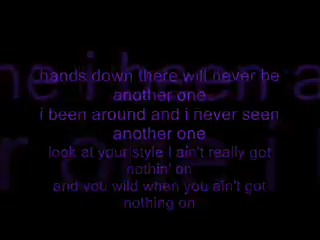 hands down there will never be
another one
i been around and i never seen
another one
look at your style I ain't really got
nothin' on
and you wild when you ain't got
nothing on